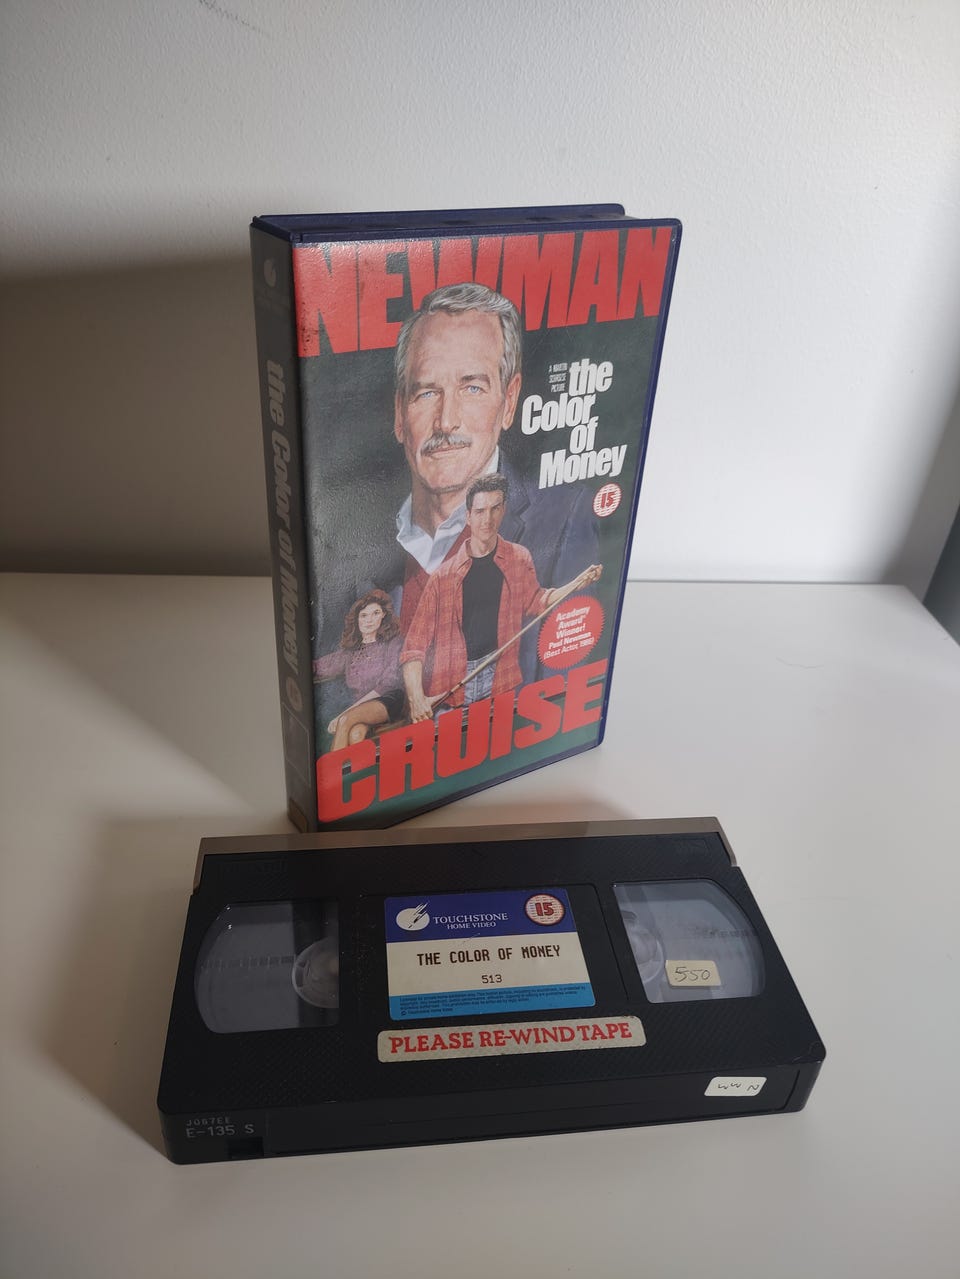 NEWMAN
A MARTIN
SCORSESE
PICTURE
the
Color
of
Money
15
Academy
Award
Winner!
Paul Newman
(Best Actor, 1986)
CRUISE
the Color of Money
TOUCHSTONE
HOME VIDEO
15
THE COLOR OF MONEY
513
PLEASE RE-WIND TAPE
550
E-135 S